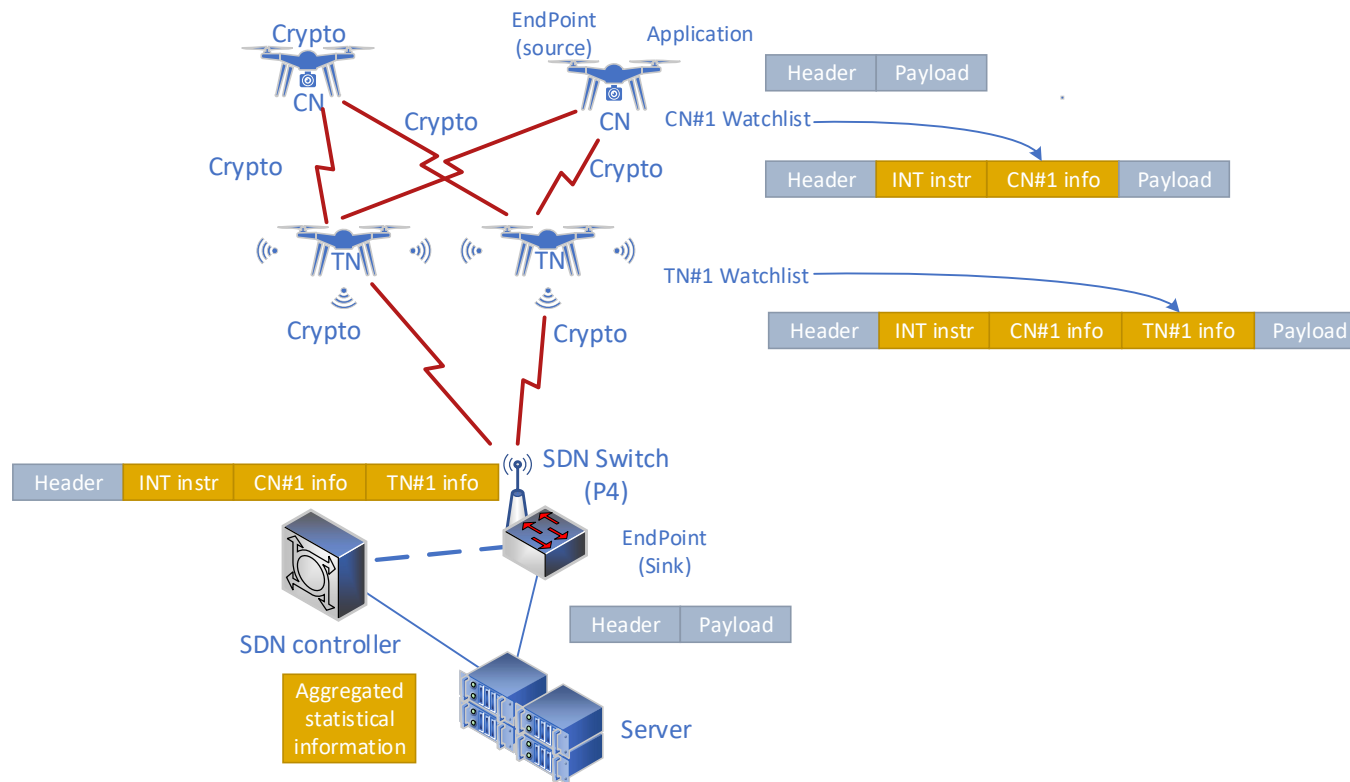 Crypto
EndPoint
(source)
Application
CN
CN
Header Payload
Crypto
CN#1 Watchlist
Crypto
Crypto
Header INT instr CN#1 info Payload
TN
TN
TN#1 Watchlist
Crypto
Crypto
Header INT instr CN#1 info TN#1 info Payload
SDN Switch
(P4)
Header INT instr CN#1 info TN#1 info
EndPoint
(Sink)
Header Payload
SDN controller
Aggregated
statistical
information
Server